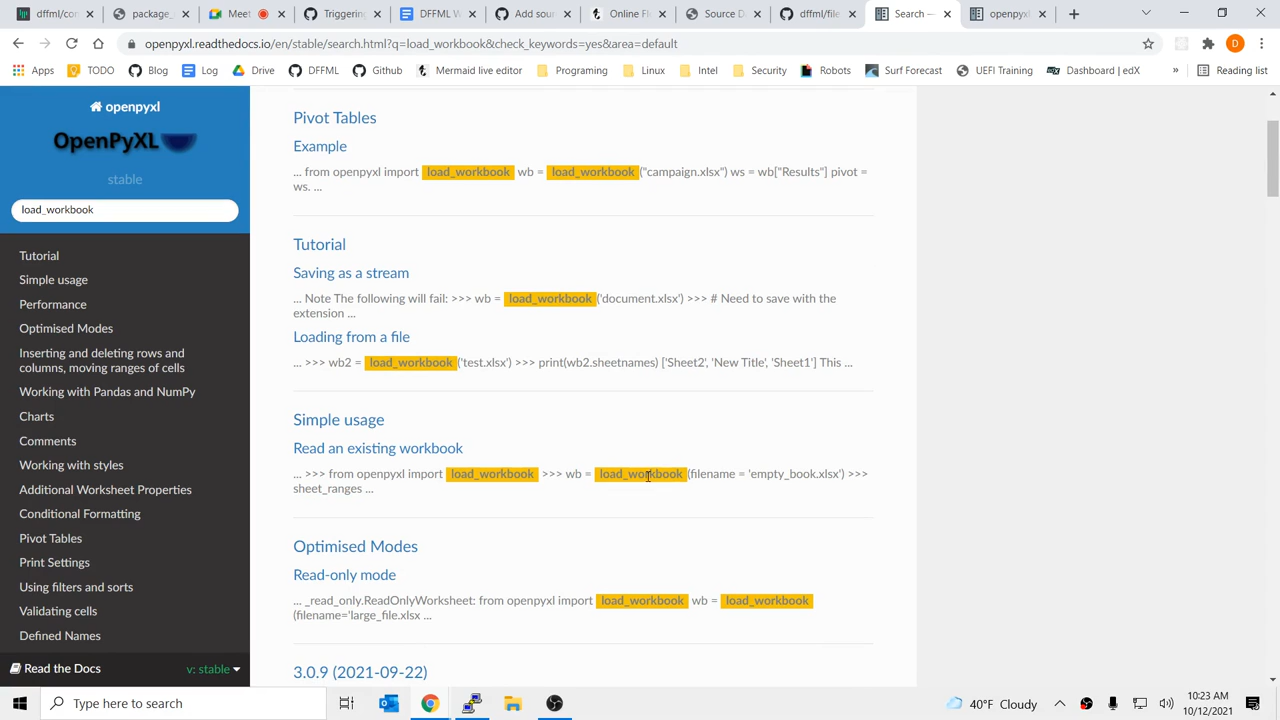 dffml/con
package_
Meet
Triggering
DFFML W
Add sour
Online Fl
Source D
dffml/file
Search —
openpyxl
openpyxl.readthedocs.io/en/stable/search.html?q=load_workbook&check_keywords=yes&area=default
D
Apps
TODO
Blog
Log
Drive
DFFML
Github
Mermaid live editor
Programing
Linux
Intel
Security
Robots
Surf Forecast
UEFI Training
Dashboard | edX
»
Reading list
openpyxl
OpenPyXL
stable
load_workbook
Tutorial
Simple usage
Performance
Optimised Modes
Inserting and deleting rows and
columns, moving ranges of cells
Working with Pandas and NumPy
Charts
Comments
Working with styles
Additional Worksheet Properties
Conditional Formatting
Pivot Tables
Print Settings
Using filters and sorts
Validating cells
Defined Names
Read the Docs
v: stable
Pivot Tables
Example
... from openpyxl import load_workbook wb = load_workbook("campaign.xlsx") ws = wb["Results"] pivot =
ws. ...
Tutorial
Saving as a stream
... Note The following will fail: >>> wb = load_workbook('document.xlsx') >>> # Need to save with the
extension ...
Loading from a file
... >>> wb2 = load_workbook('test.xlsx') >>> print(wb2.sheetnames) ['Sheet2', 'New Title', 'Sheet1'] This ...
Simple usage
Read an existing workbook
... >>> from openpyxl import load_workbook >>> wb = load_workbook(filename = 'empty_book.xlsx') >>>
sheet_ranges ...
Optimised Modes
Read-only mode
... _read_only.ReadOnlyWorksheet: from openpyxl import load_workbook wb = load_workbook
(filename='large_file.xlsx ...
3.0.9 (2021-09-22)
Type here to search
40°F Cloudy
10:23 AM
10/12/2021